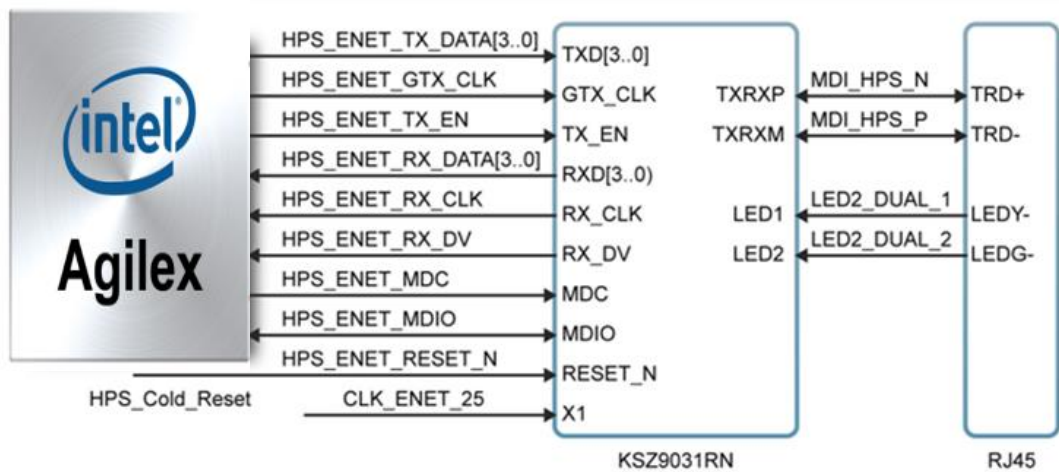 intel
Agilex
HPS_ENET_TX_DATA[3..0]
HPS_ENET_GTX_CLK
HPS_ENET_TX_EN
HPS_ENET_RX_DATA[3..0]
HPS_ENET_RX_CLK
HPS_ENET_RX_DV
HPS_ENET_MDC
HPS_ENET_MDIO
HPS_ENET_RESET_N
HPS_Cold_Reset
CLK_ENET_25
TXD[3..0]
GTX_CLK
TX_EN
RXD[3..0)
RX_CLK
RX_DV
MDC
MDIO
RESET_N
X1
TXRXP
TXRXM
LED1
LED2
KSZ9031RN
MDI_HPS_N
MDI_HPS_P
LED2_DUAL_1
LED2_DUAL_2
TRD+
TRD-
LEDY-
LEDG-
RJ45